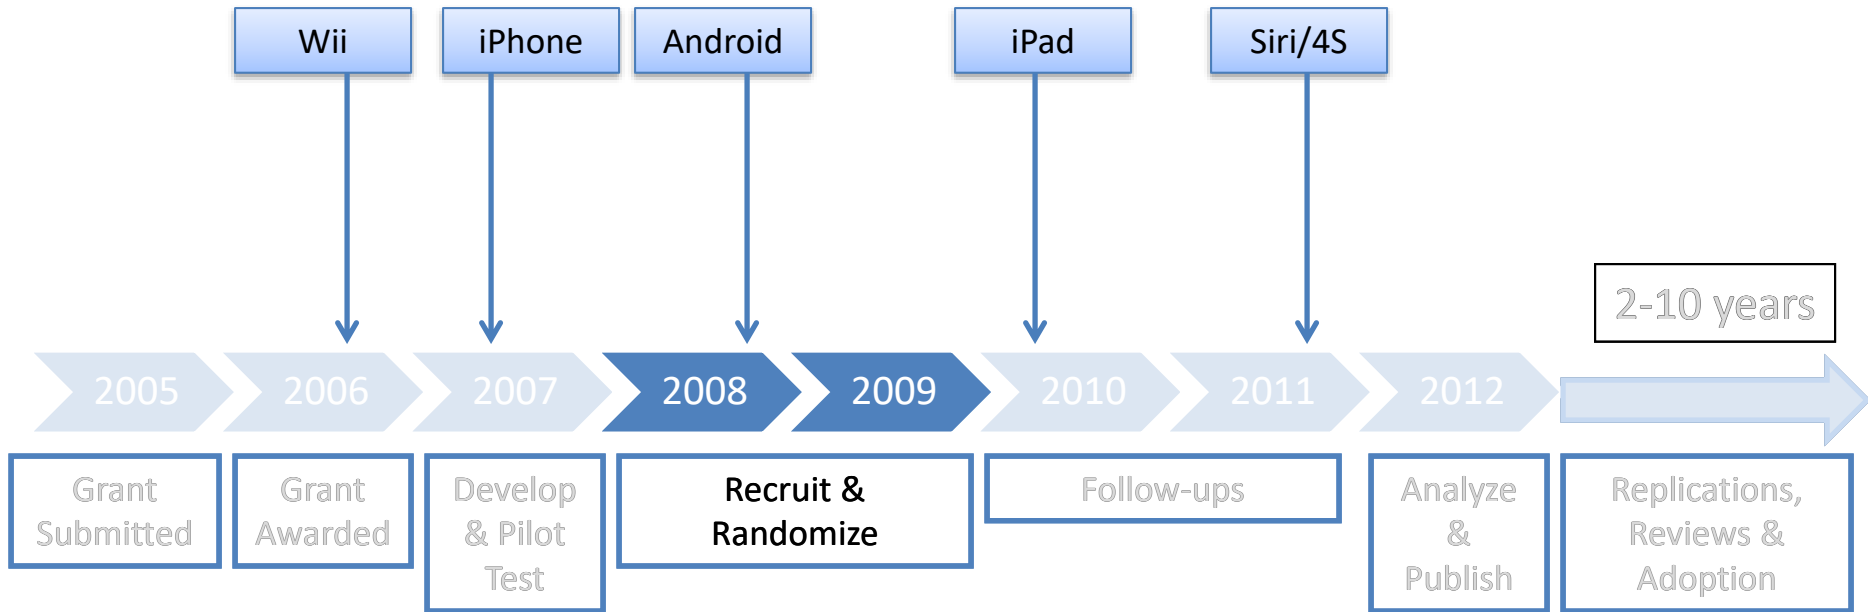 Wii
iPhone
Android
iPad
Siri/4S
2-10 years
2005
2006
2007
2008
2009
2010
2011
2012
Grant
Submitted
Grant
Awarded
Develop
& Pilot
Test
Recruit &
Randomize
Follow-ups
Analyze
&
Publish
Replications,
Reviews &
Adoption